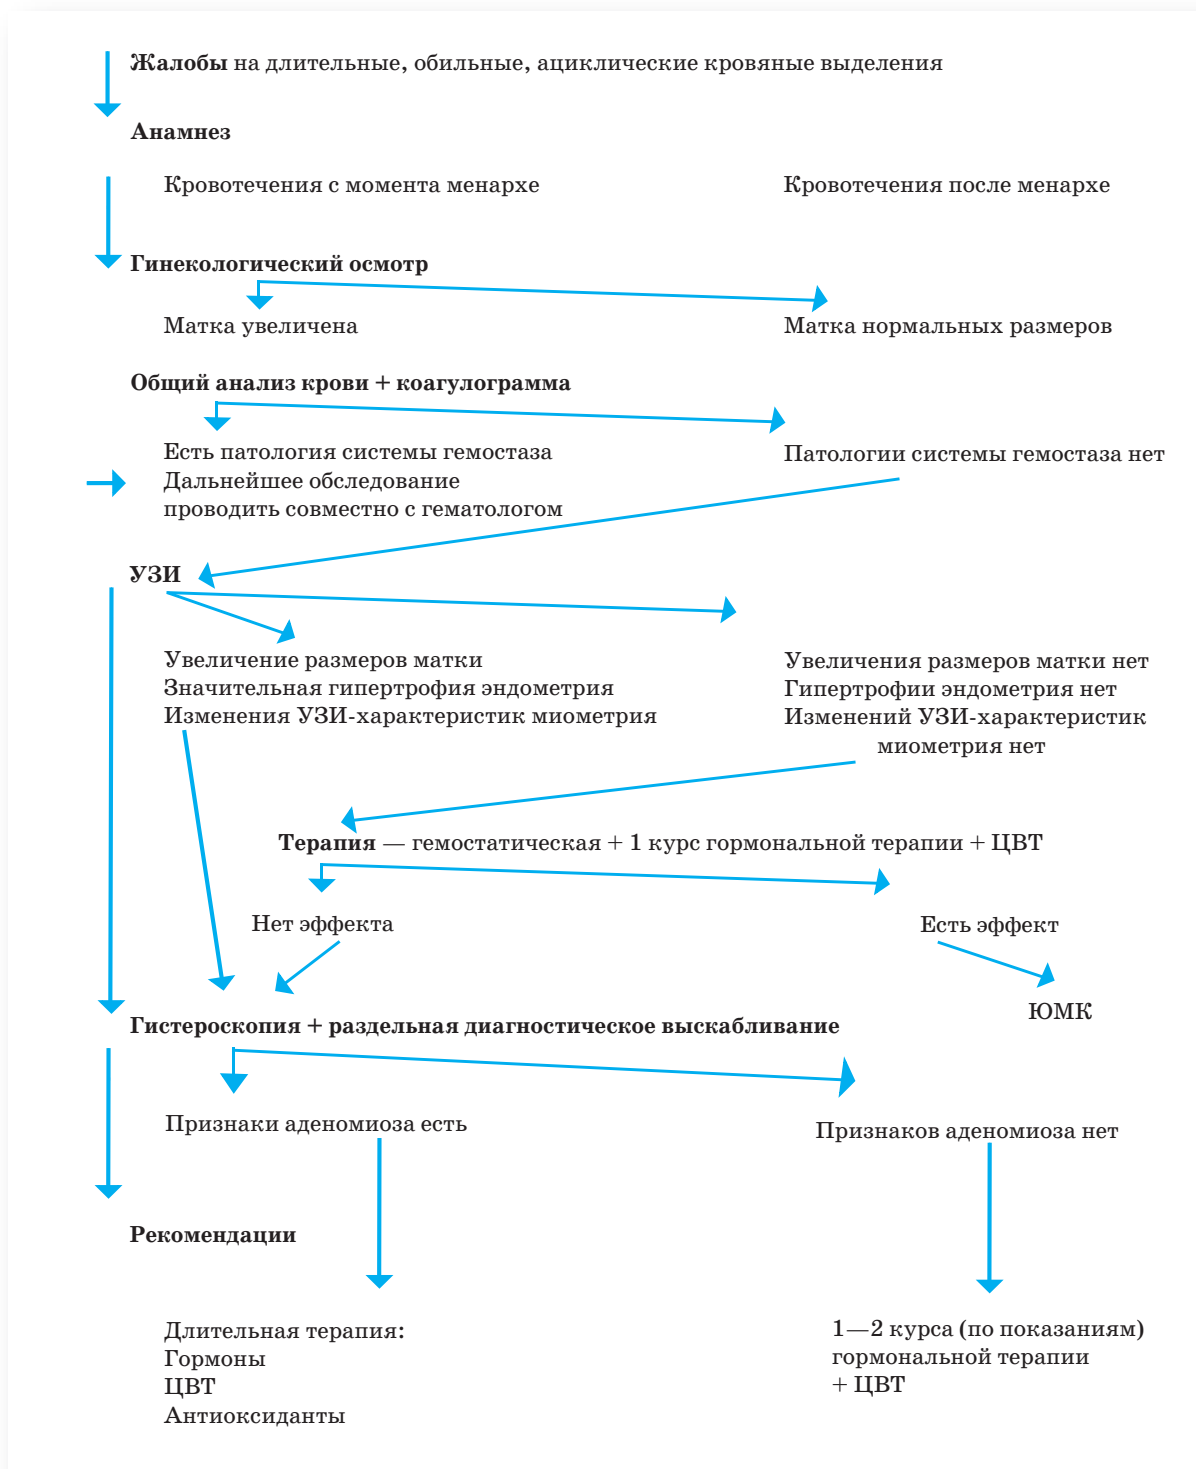 Жалобы на длительные, обильные, ациклические кровяные выделения
Анамнез
Кровотечения с момента менархе
Кровотечения после менархе
Гинекологический осмотр
Матка увеличена
Матка нормальных размеров
Общий анализ крови + коагулограмма
Есть патология системы гемостаза
Дальнейшее обследование
проводить совместно с гематологом
Патологии системы гемостаза нет
УЗИ
Увеличение размеров матки
Значительная гипертрофия эндометрия
Изменения УЗИ-характеристик миометрия
Увеличения размеров матки нет
Гипертрофии эндометрия нет
Изменений УЗИ-характеристик
миометрия нет
Терапия — гемостатическая + 1 курс гормональной терапии + ЦВТ
Нет эффекта
Есть эффект
ЮМК
Гистероскопия + раздельная диагностическое выскабливание
Признаки аденомиоза есть
Признаков аденомиоза нет
Рекомендации
Длительная терапия:
Гормоны
ЦВТ
Антиоксиданты
1—2 курса (по показаниям)
гормональной терапии
+ ЦВТ